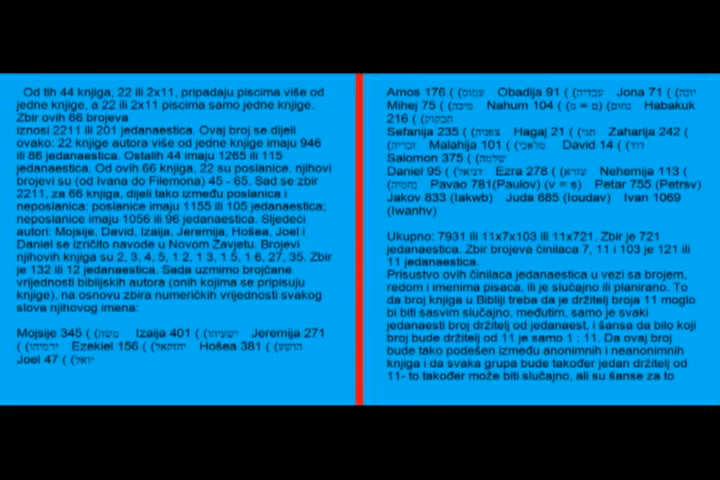 Od tih 44 knjiga, 22 ili 2x11, pripadaju piscima više od
jedne knjige, a 22 ili 2x11 piscima samo jedne knjige.
Zbir ovih 66 brojeva
iznosi 2211 ili 201 jedanaestica. Ovaj broj se dijeli
ovako: 22 knjige autora više od jedne knjige imaju 946
ili 86 jedanaestica. Ostalih 44 imaju 1265 ili 115
jedanaestica. Od ovih 66 knjiga, 22 su poslanice, njihovi
brojevi su (od Ivana do Filemona) 45 - 65. Sad se zbir
2211, za 66 knjiga, dijeli tako između poslanica i
neposlanica: poslanice imaju 1155 ili 105 jedanaestica;
neposlanice imaju 1056 ili 96 jedanaestica. Sljedeći
autori: Mojsije, David, Izaija, Jeremija, Hošea, Joel i
Daniel se izričito navode u Novom Zavjetu. Brojevi
njihovih knjiga su 2, 3, 4, 5, 1 2, 1 3, 1 5, 1 6, 27, 35. Zbir
je 132 ili 12 jedanaestica. Sada uzmimo brojčane
vrijednosti biblijskih autora (onih kojima se pripisuju
knjige), na osnovu zbira numeričkih vrijednosti svakog
slova njihovog imena:
Mojsije 345 ( (משה Izaija 401 ( (ישעיהו Jeremija 271
( (ירמיהו Ezekiel 156 ( (יחזקאל Hošea 381 ( (הושע
Joel 47 ( (יואל
Amos 176 ( (עמוס Obadija 91 ( (עבדיה Jona 71 ( (יונה
Mihej 75 ( (מיכה Nahum 104 ( (נחום (ם = מ Habakuk
216 ( (חבקוק
Sefanija 235 ( (צפניה Hagaj 21 ( (חגי Zaharija 242 (
(זכריה Malahija 101 ( (מלאכי David 14 ( (דוד
Salomon 375 ( (שלמה
Daniel 95 ( (דניאל Ezra 278 ( (עזרא Nehemija 113 (
(נחמיה Pavao 781(Paulov) (v = s) Petar 755 (Petrsv)
Jakov 833 (Iakwb) Juda 685 (Ioudav) Ivan 1069
(Iwanhv)
Ukupno: 7931 ili 11x7x103 ili 11x721. Zbir je 721
jedanaestica. Zbir brojeva činilaca 7, 11 i 103 je 121 ili
11 jedanaestica.
Prisustvo ovih činilaca jedanaestica u vezi sa brojem,
redom i imenima pisaca, ili je slučajno ili planirano. To
da broj knjiga u Bibliji treba da je držitelj broja 11 moglo
bi biti sasvim slučajno, međutim, samo je svaki
jedanaesti broj držitelj od jedanaest, i šansa da bilo koji
broj bude držitelj od 11 je samo 1 : 11. Da ovaj broj
bude tako podešen između anonimnih i neanonimnih
knjiga i da svaka grupa bude također jedan držitelj od
11- to također može biti slučajno, ali su šanse za to